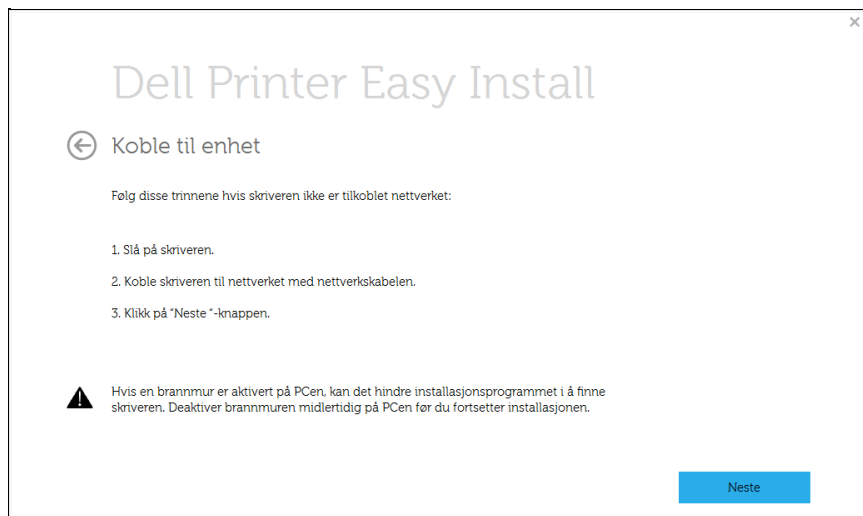 Dell Printer Easy Install
Koble til enhet
Følg disse trinnene hvis skriveren ikke er tilkoblet nettverket:
1. Slå på skriveren.
2. Koble skriveren til nettverket med nettverkskabelen.
3. Klikk på “Neste “-knappen.
Hvis en brannmur er aktivert på PCen, kan det hindre installasjonsprogrammet i å finne
skriveren. Deaktiver brannmuren midlertidig på PCen før du fortsetter installasjonen.
Neste